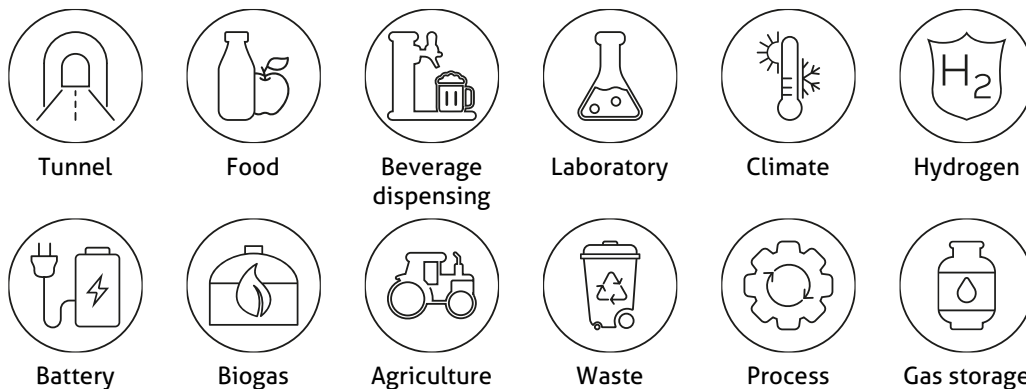 H2
Tunnel
Food
Beverage
dispensing
Laboratory
Climate
Hydrogen
Battery
Biogas
Agriculture
Waste
Process
Gas storage